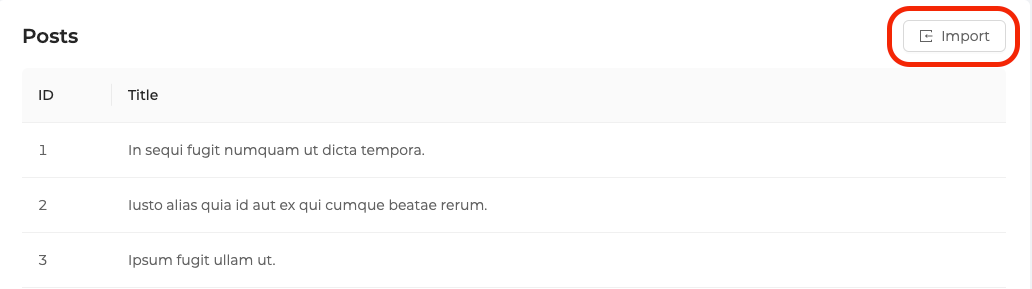 Posts
Import
ID Title
1 In sequi fugit numquam ut dicta tempora.
2 Iusto alias quia id aut ex qui cumque beatae rerum.
3 Ipsum fugit ullam ut.